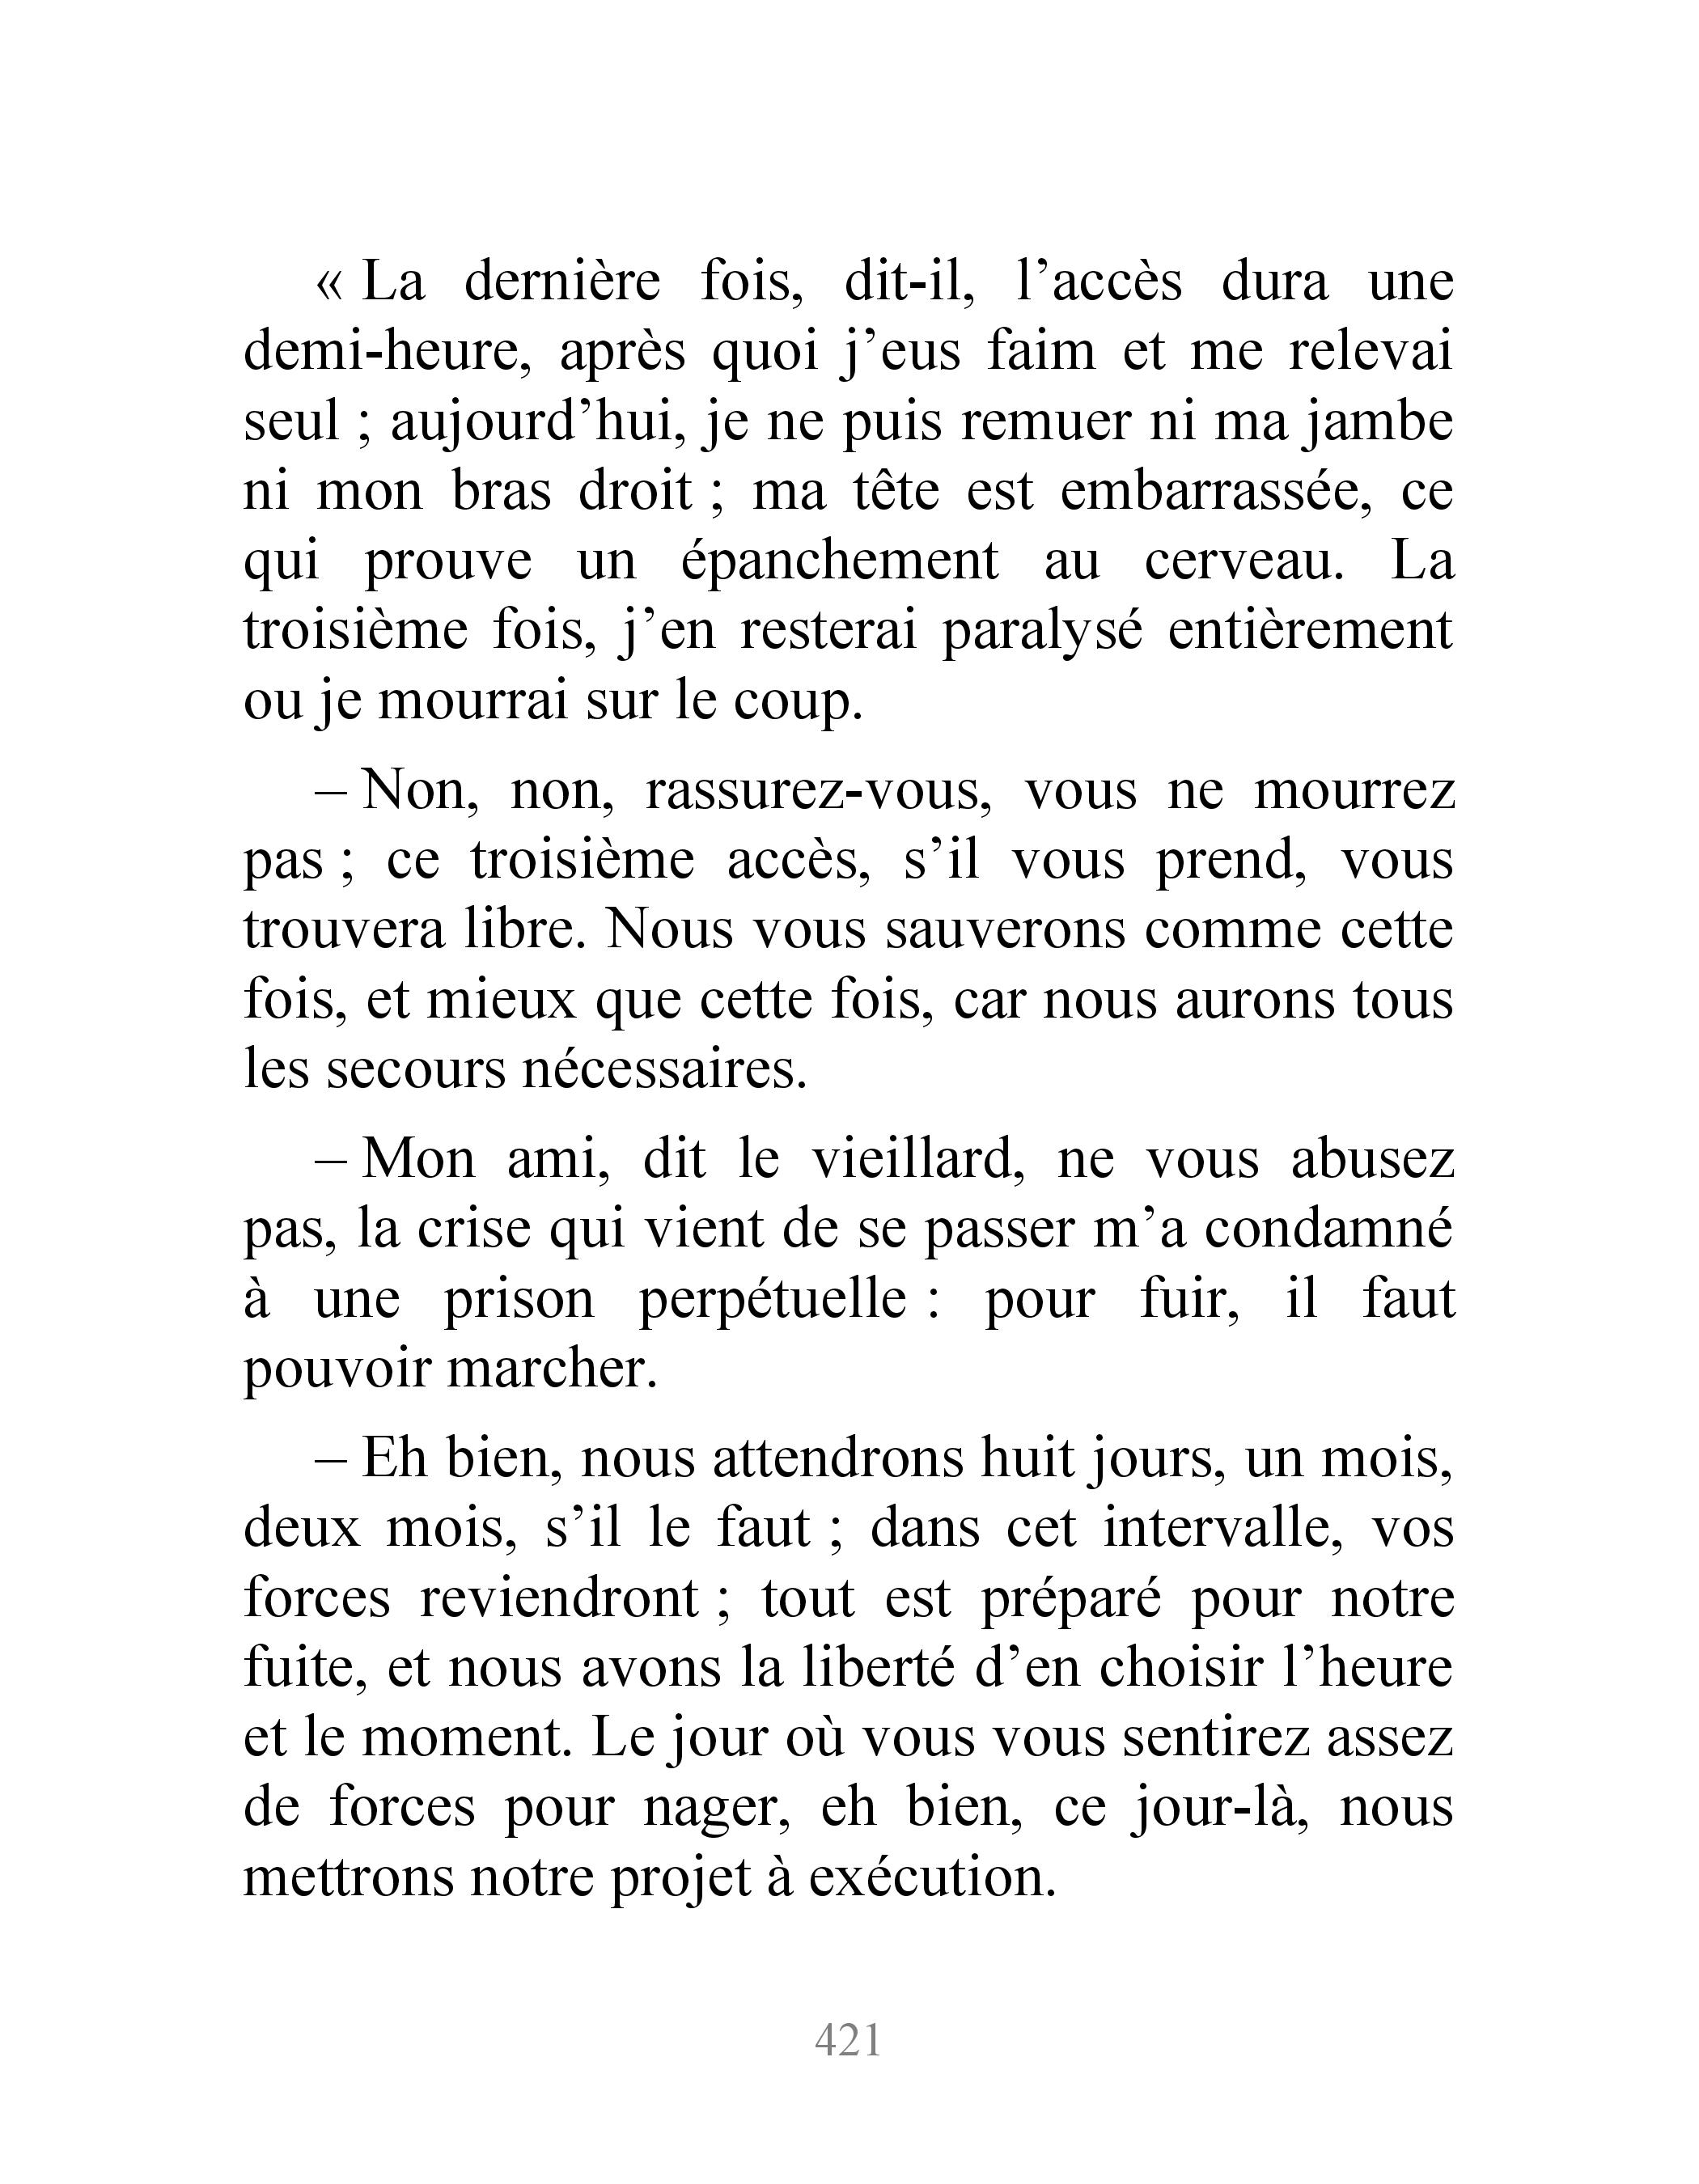 « La dernière fois, dit-il, l’accès dura une
demi-heure, après quoi j’eus faim et me relevai
seul ; aujourd’hui, je ne puis remuer ni ma jambe
ni mon bras droit ; ma tête est embarrassée, ce
qui prouve un épanchement au cerveau. La
troisième fois, j’en resterai paralysé entièrement
ou je mourrai sur le coup.
– Non, non, rassurez-vous, vous ne mourrez
pas ; ce troisième accès, s’il vous prend, vous
trouvera libre. Nous vous sauverons comme cette
fois, et mieux que cette fois, car nous aurons tous
les secours nécessaires.
– Mon ami, dit le vieillard, ne vous abusez
pas, la crise qui vient de se passer m’a condamné
à une prison perpétuelle : pour fuir, il faut
pouvoir marcher.
– Eh bien, nous attendrons huit jours, un mois,
deux mois, s’il le faut ; dans cet intervalle, vos
forces reviendront ; tout est préparé pour notre
fuite, et nous avons la liberté d’en choisir l’heure
et le moment. Le jour où vous vous sentirez assez
de forces pour nager, eh bien, ce jour-là, nous
mettrons notre projet à exécution.
421